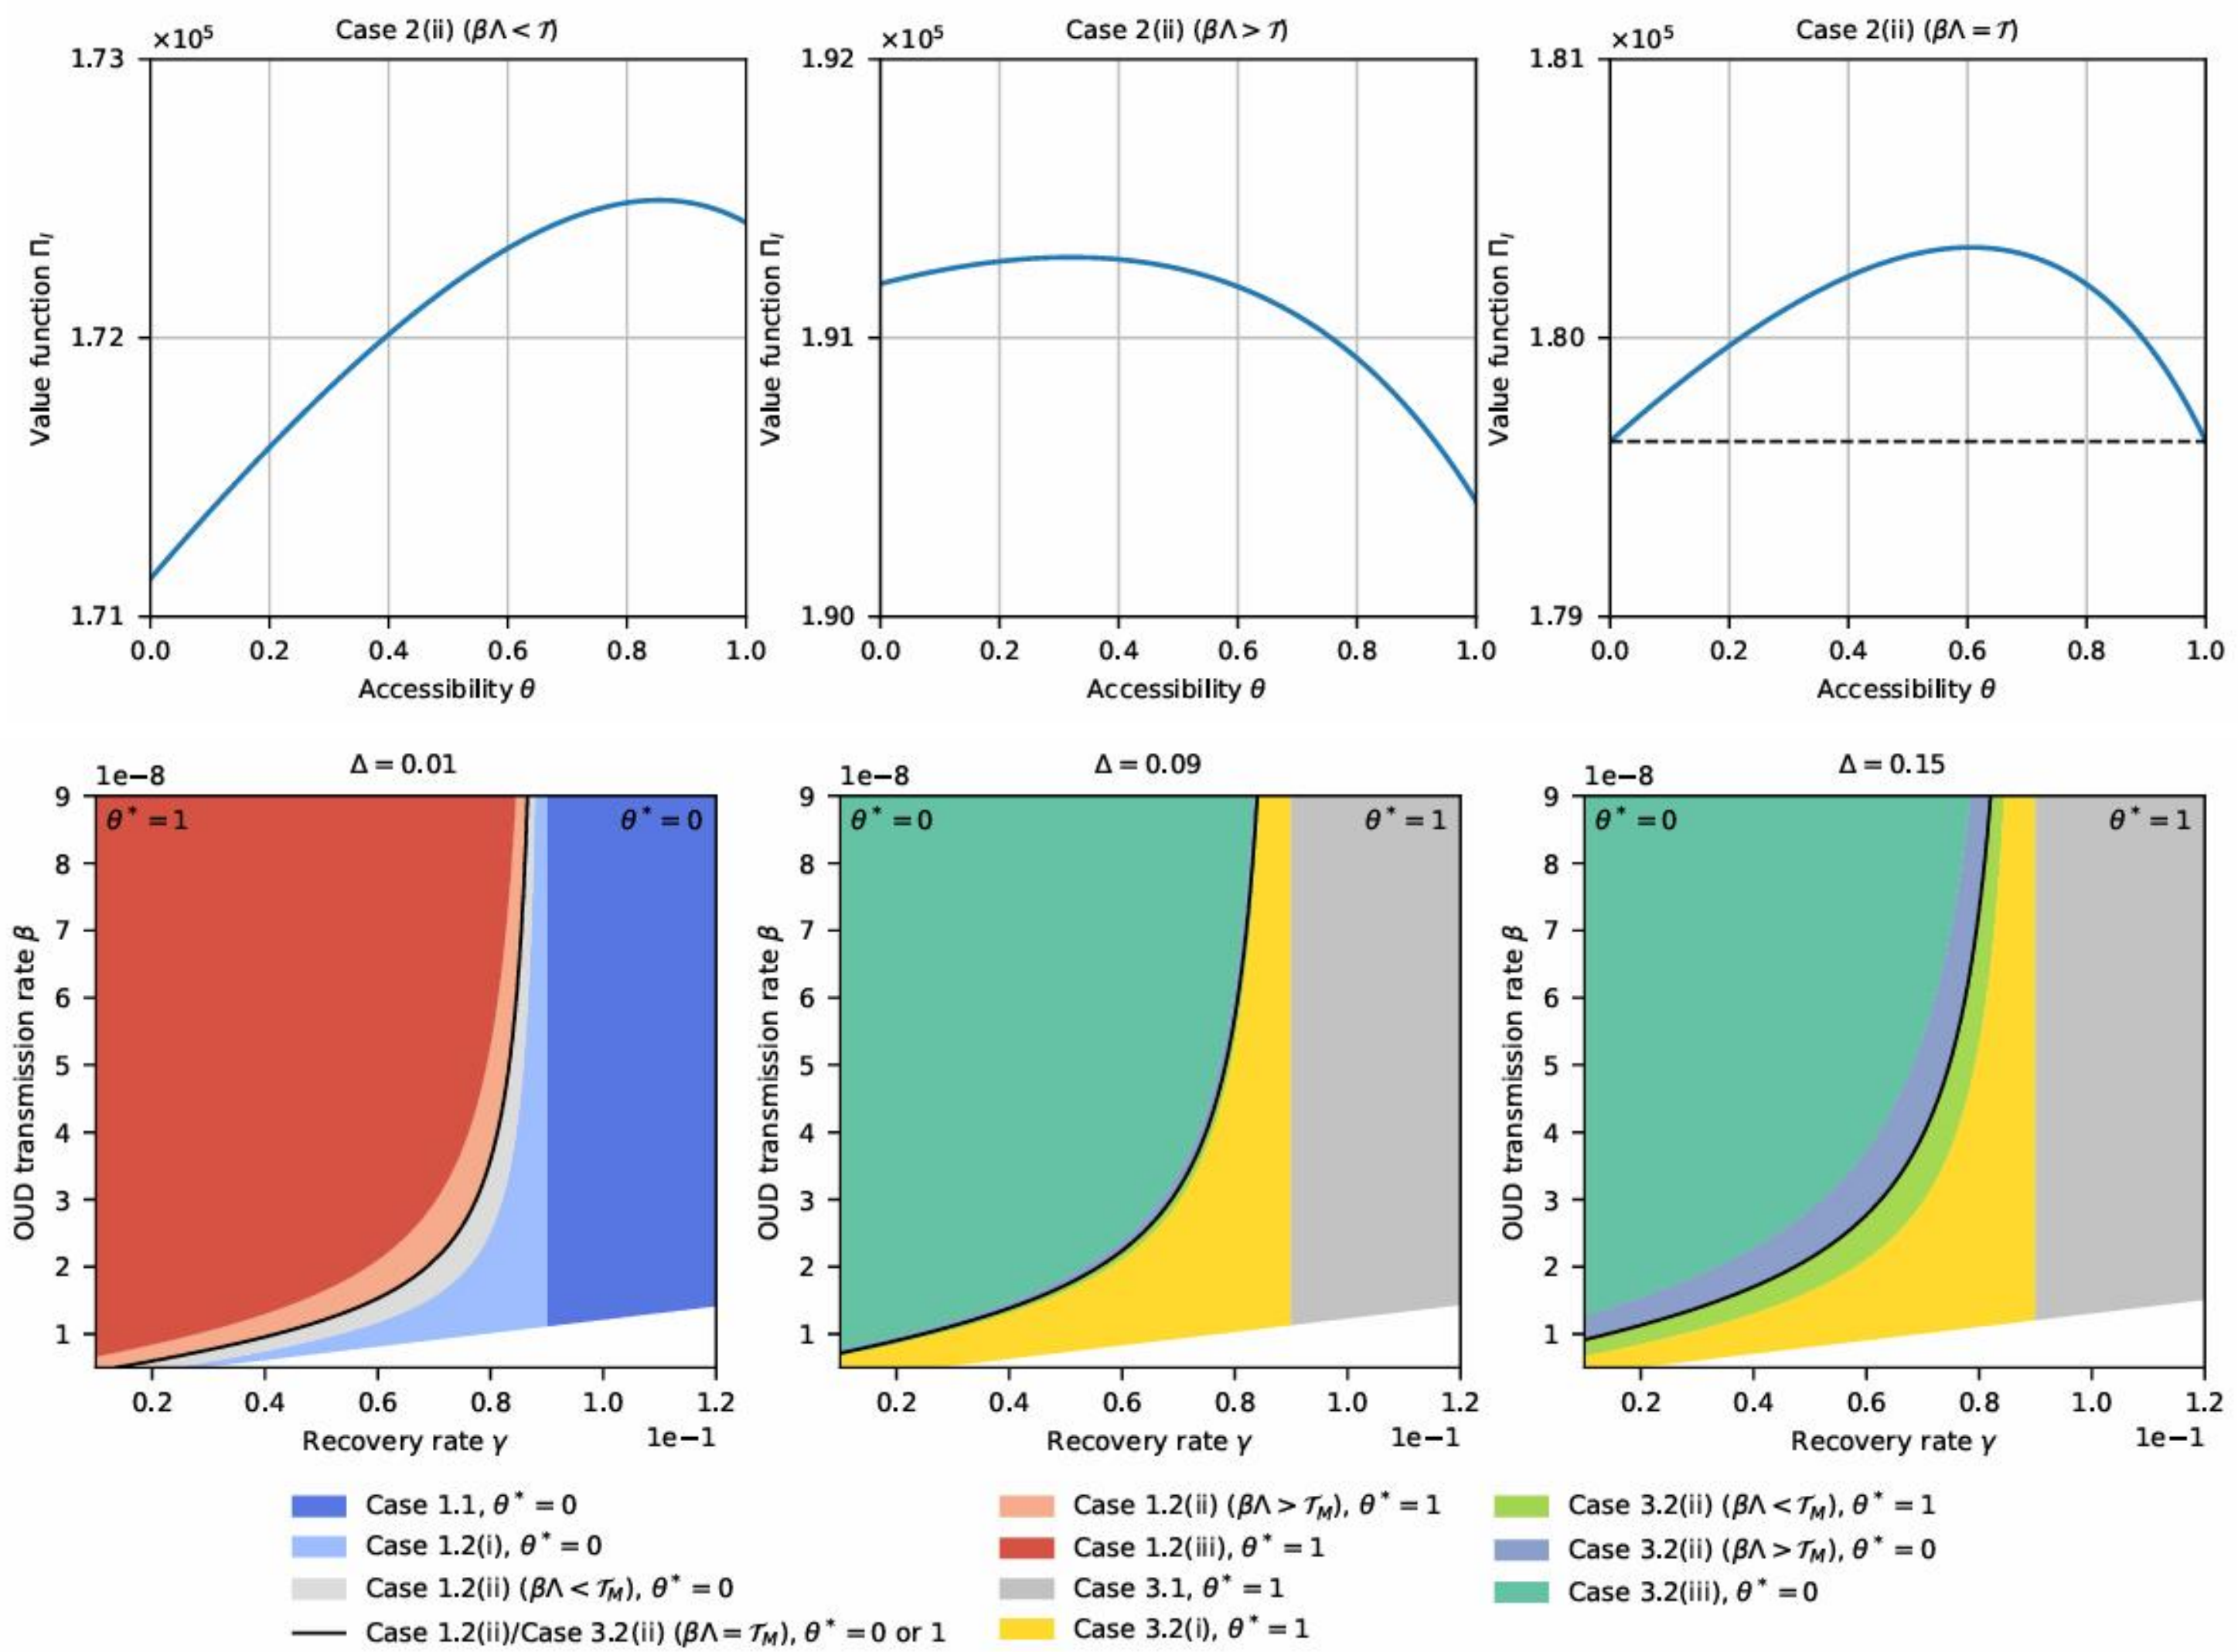 Case 2(ii) (βΛ < 𝒯)
×10⁵
1.73
1.72
1.71
Value function Π_I
0.0 0.2 0.4 0.6 0.8 1.0
Accessibility θ
Case 2(ii) (βΛ > 𝒯)
×10⁵
1.92
1.91
1.90
Value function Π_I
0.0 0.2 0.4 0.6 0.8 1.0
Accessibility θ
Case 2(ii) (βΛ = 𝒯)
×10⁵
1.81
1.80
1.79
Value function Π_I
0.0 0.2 0.4 0.6 0.8 1.0
Accessibility θ
Δ = 0.01
1e−8
θ* = 1
θ* = 0
9
8
7
6
5
4
3
2
1
OUD transmission rate β
0.2 0.4 0.6 0.8 1.0 1.2
Recovery rate γ
1e−1
Δ = 0.09
1e−8
θ* = 0
θ* = 1
9
8
7
6
5
4
3
2
1
OUD transmission rate β
0.2 0.4 0.6 0.8 1.0 1.2
Recovery rate γ
1e−1
Δ = 0.15
1e−8
θ* = 0
θ* = 1
9
8
7
6
5
4
3
2
1
OUD transmission rate β
0.2 0.4 0.6 0.8 1.0 1.2
Recovery rate γ
1e−1
Case 1.1, θ* = 0
Case 1.2(i), θ* = 0
Case 1.2(ii) (βΛ < 𝒯_M), θ* = 0
Case 1.2(ii)/Case 3.2(ii) (βΛ = 𝒯_M), θ* = 0 or 1
Case 1.2(ii) (βΛ > 𝒯_M), θ* = 1
Case 1.2(iii), θ* = 1
Case 3.1, θ* = 1
Case 3.2(i), θ* = 1
Case 3.2(ii) (βΛ < 𝒯_M), θ* = 1
Case 3.2(ii) (βΛ > 𝒯_M), θ* = 0
Case 3.2(iii), θ* = 0